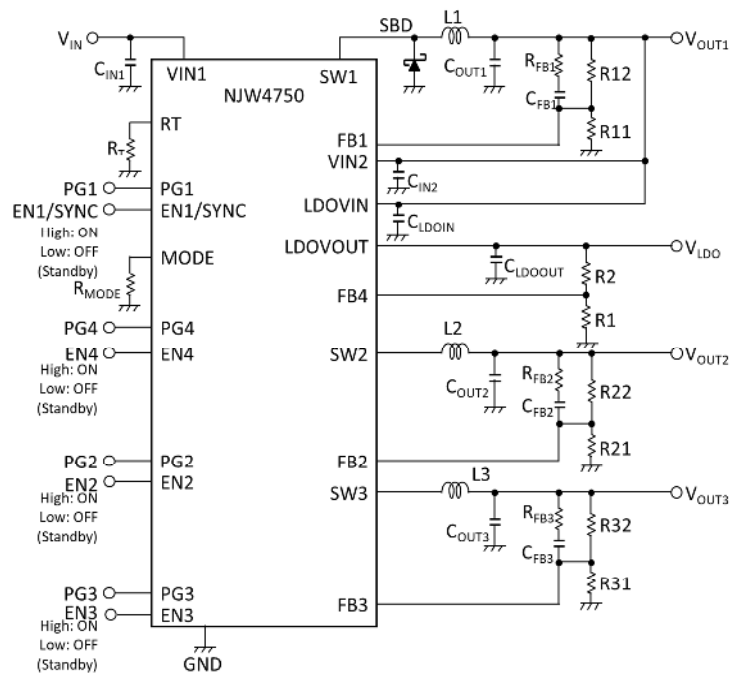 SBD
L1
VIN
VOUT1
CIN1
VIN1
SW1
COUT1
RFB1
R12
NJW4750
CFB1
RT
R11
RT
FB1
VIN2
PG1
PG1
CIN2
EN1/SYNC
EN1/SYNC
LDOVIN
High: ON
Low: OFF
(Standby)
CLDOIN
MODE
LDOVOUT
VLDO
CLDOOUT
R2
RMODE
FB4
R1
PG4
PG4
L2
EN4
EN4
SW2
VOUT2
High: ON
Low: OFF
(Standby)
COUT2
RFB2
R22
CFB2
R21
PG2
PG2
FB2
EN2
EN2
L3
High: ON
Low: OFF
(Standby)
SW3
VOUT3
COUT3
RFB3
R32
CFB3
R31
PG3
PG3
FB3
EN3
EN3
High: ON
Low: OFF
(Standby)
GND